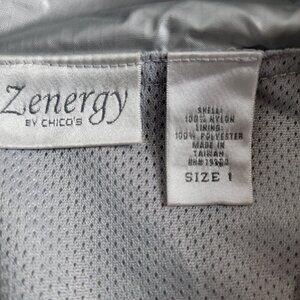 Zenergy
BY CHICO'S
SHELL:
100% NYLON
LINING:
100% POLYESTER
MADE IN
TAIWAN
SIZE 1